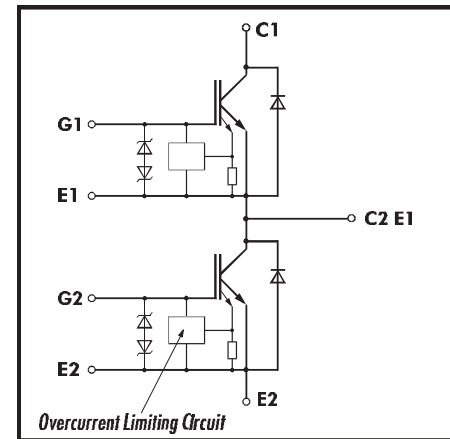 C1
G1
E1
C2 E1
G2
E2
E2
Overcurrent Limiting CIrcuit